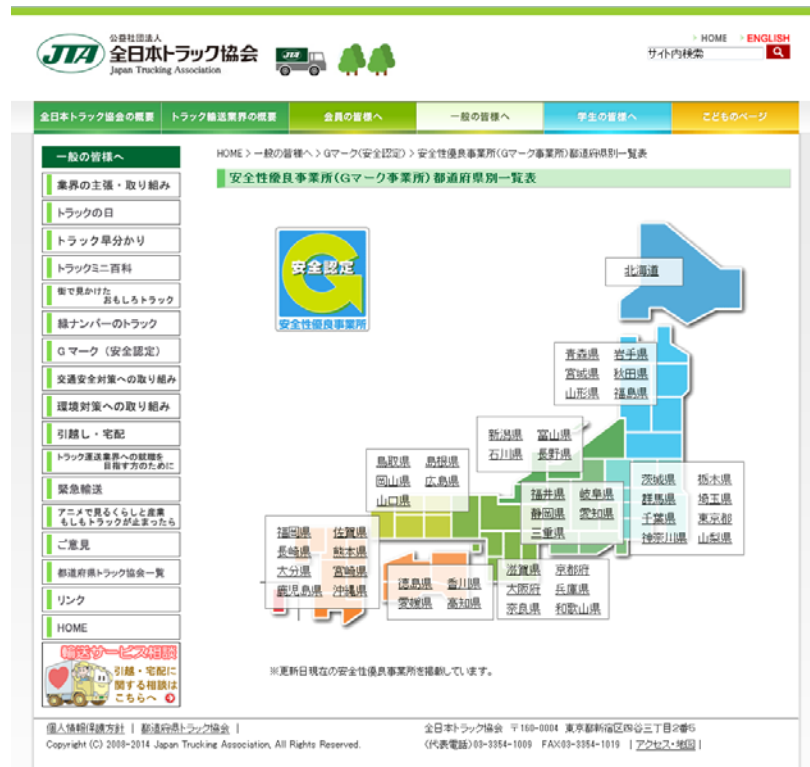 公益社団法人
JTA 全日本トラック協会
Japan Trucking Association
HOME ENGLISH
サイト内検索
全日本トラック協会の概要 トラック輸送業界の概要 会員の皆様へ 一般の皆様へ 学生の皆様へ こどものページ
一般の皆様へ
業界の主張・取り組み
トラックの日
トラック早分かり
トラックミニ百科
街で見かけた
おもしろトラック
緑ナンバーのトラック
Gマーク（安全認定）
交通安全対策への取り組み
環境対策への取り組み
引越し・宅配
トラック運送業界への就職を
目指す方のために
緊急輸送
アニメで見るくらしと産業
もしもトラックが止まったら
ご意見
都道府県トラック協会一覧
リンク
HOME
輸送サービス相談
引越・宅配に
関する相談は
こちらへ
HOME > 一般の皆様へ > Gマーク(安全認定) > 安全性優良事業所(Gマーク事業所)都道府県別一覧表
安全性優良事業所(Gマーク事業所)都道府県別一覧表
安全認定
安全性優良事業所
北海道
青森県 岩手県
宮城県 秋田県
山形県 福島県
新潟県 富山県
石川県 長野県
鳥取県 島根県
岡山県 広島県
山口県
茨城県 栃木県
群馬県 埼玉県
千葉県 東京都
神奈川県 山梨県
福井県 岐阜県
静岡県 愛知県
三重県
福岡県 佐賀県
長崎県 熊本県
大分県 宮崎県
鹿児島県 沖縄県
徳島県 香川県
愛媛県 高知県
滋賀県 京都府
大阪府 兵庫県
奈良県 和歌山県
※更新日現在の安全性優良事業所を掲載しています。
個人情報保護方針 | 都道府県トラック協会 |
Copyright (C) 2008-2014 Japan Trucking Association, All Rights Reserved.
全日本トラック協会 〒160-0004 東京都新宿区四谷三丁目2番5
(代表電話)03-3354-1009 FAX:03-3354-1019 | アクセス・地図 |